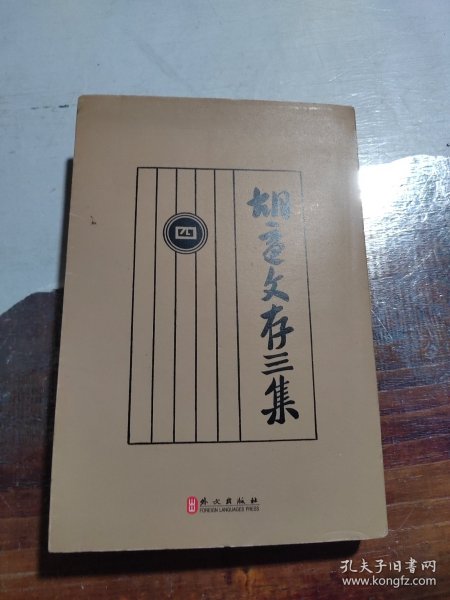 胡适文存三集
四
外文出版社
FOREIGN LANGUAGES PRESS
孔夫子旧书网
www.kongfz.com